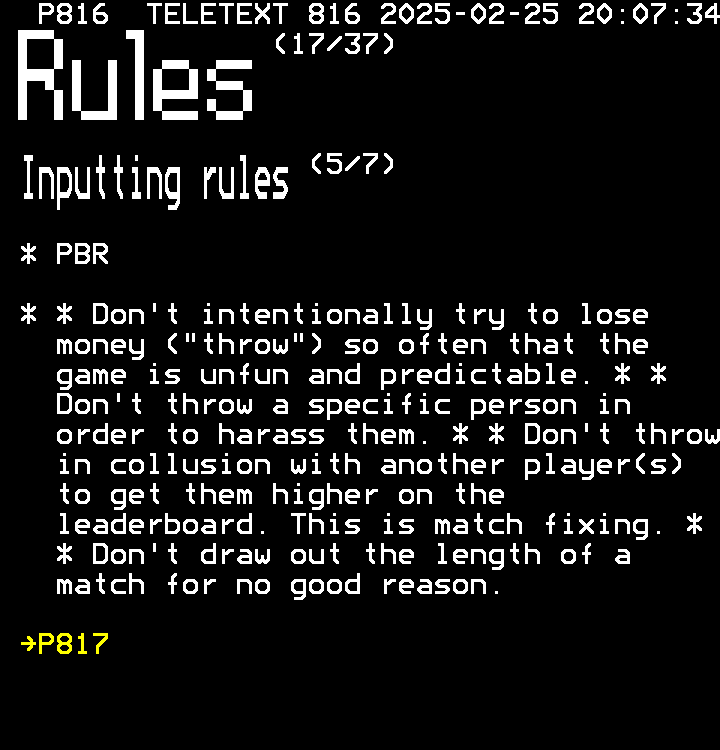 P816 TELETEXT 816 2025-02-25 20:07:34
Rules (17/37)
Inputting rules (5/7)
* PBR
* * Don't intentionally try to lose
money ("throw") so often that the
game is unfun and predictable. * *
Don't throw a specific person in
order to harass them. * * Don't throw
in collusion with another player(s)
to get them higher on the
leaderboard. This is match fixing. *
* Don't draw out the length of a
match for no good reason.
→P817